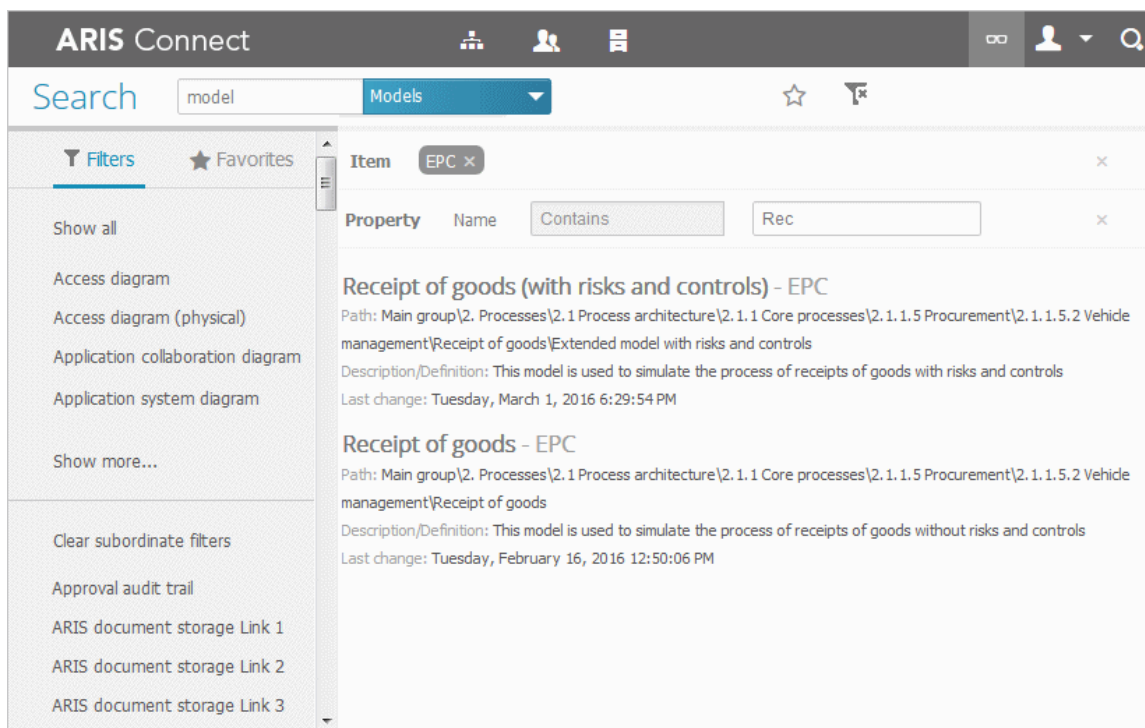 ARIS Connect
Search model Models
Filters Favorites
Show all
Access diagram
Access diagram (physical)
Application collaboration diagram
Application system diagram
Show more...
Clear subordinate filters
Approval audit trail
ARIS document storage Link 1
ARIS document storage Link 2
ARIS document storage Link 3
Item EPC ×
Property Name Contains Rec
Receipt of goods (with risks and controls) - EPC
Path: Main group\2. Processes\2.1 Process architecture\2.1.1 Core processes\2.1.1.5 Procurement\2.1.1.5.2 Vehicle
management\Receipt of goods\Extended model with risks and controls
Description/Definition: This model is used to simulate the process of receipts of goods with risks and controls
Last change: Tuesday, March 1, 2016 6:29:54 PM
Receipt of goods - EPC
Path: Main group\2. Processes\2.1 Process architecture\2.1.1 Core processes\2.1.1.5 Procurement\2.1.1.5.2 Vehicle
management\Receipt of goods
Description/Definition: This model is used to simulate the process of receipts of goods without risks and controls
Last change: Tuesday, February 16, 2016 12:50:06 PM